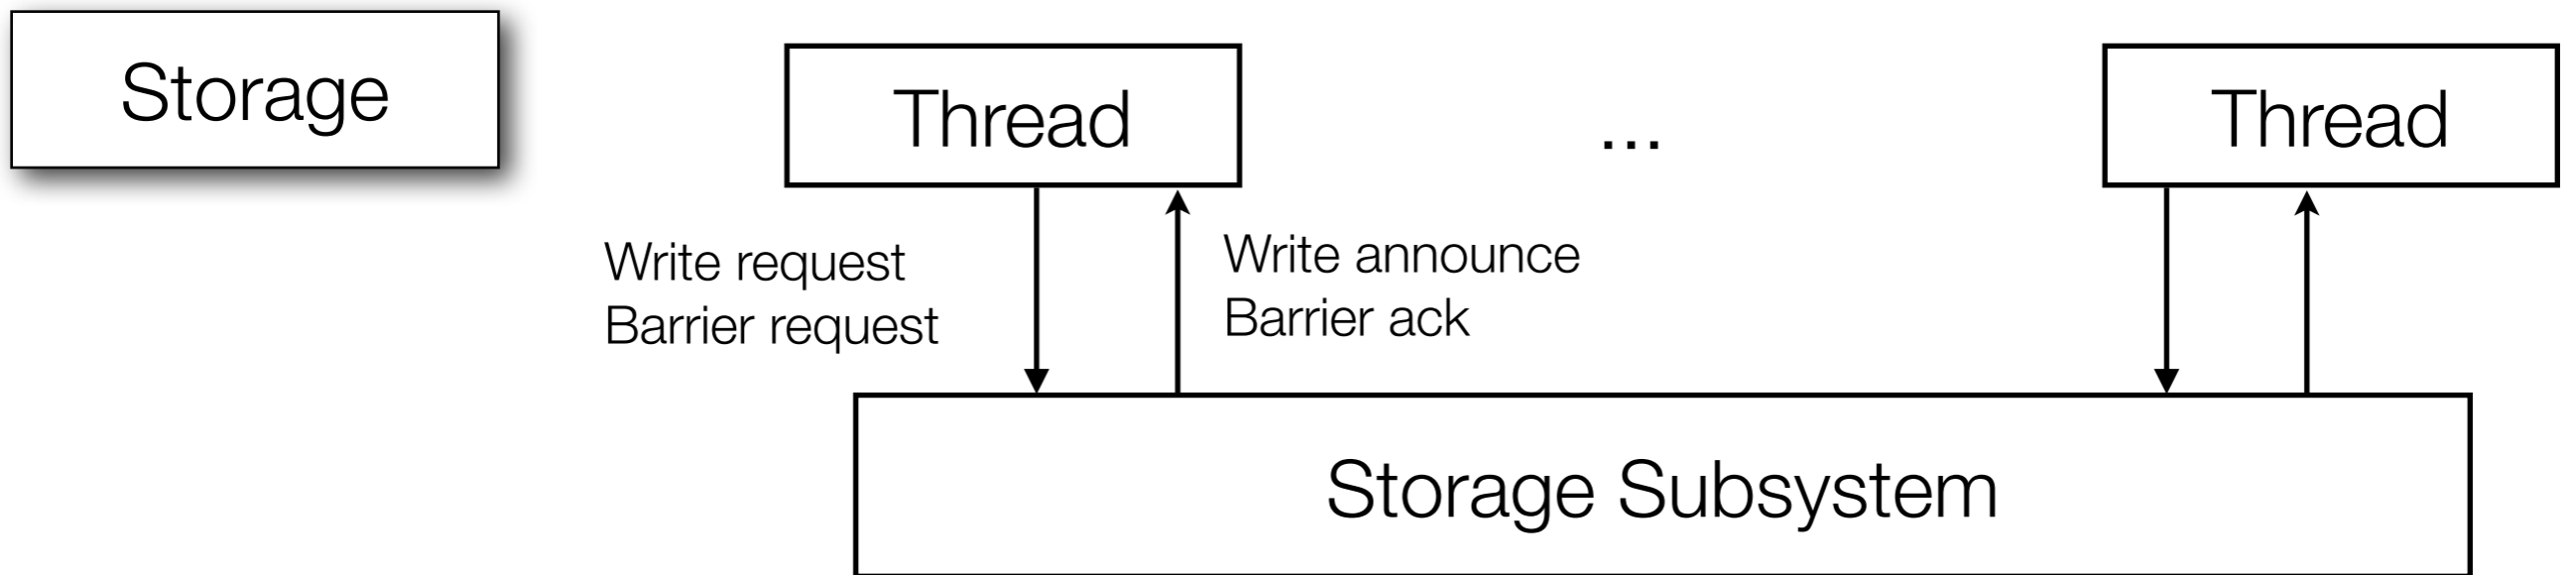 Storage
Thread
...
Thread
Write request
Barrier request
Write announce
Barrier ack
Storage Subsystem